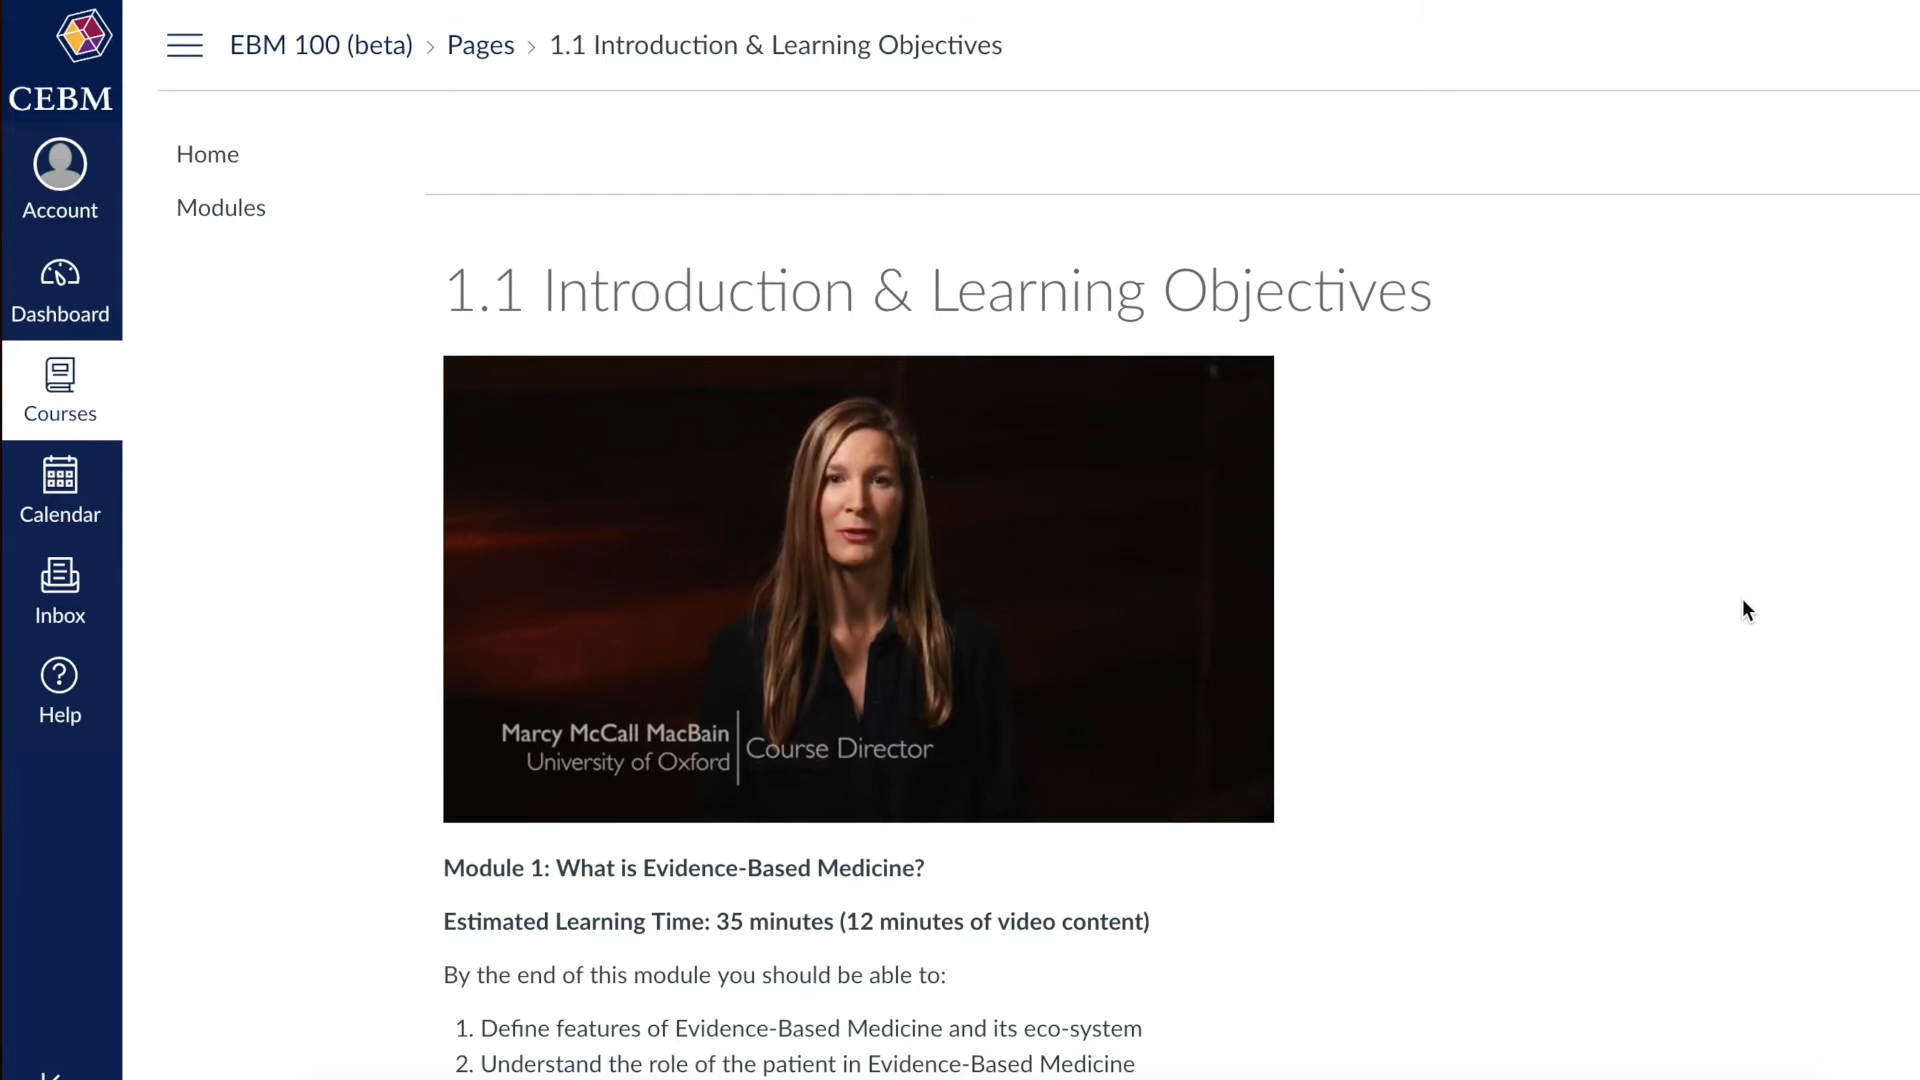 EBM 100 (beta) > Pages > 1.1 Introduction & Learning Objectives
CEBM
Account
Dashboard
Courses
Calendar
Inbox
Help
Home
Modules
1.1 Introduction & Learning Objectives
Marcy McCall MacBain
University of Oxford
Course Director
Module 1: What is Evidence-Based Medicine?
Estimated Learning Time: 35 minutes (12 minutes of video content)
By the end of this module you should be able to:
1. Define features of Evidence-Based Medicine and its eco-system
2. Understand the role of the patient in Evidence-Based Medicine